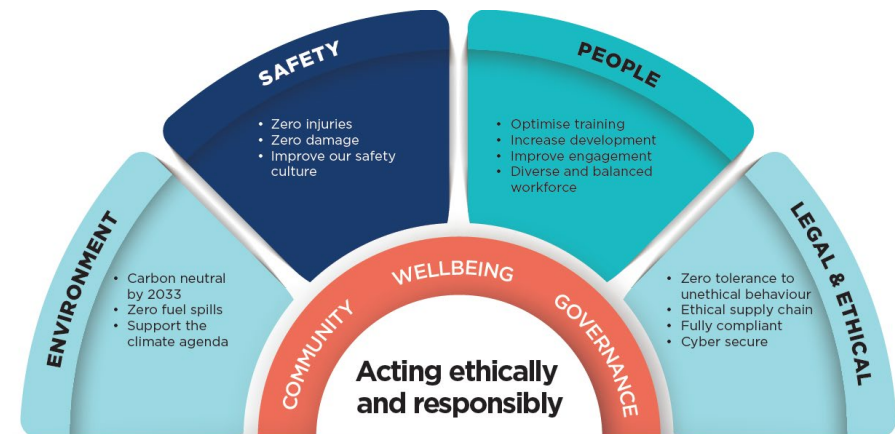 ENVIRONMENT
• Carbon neutral
by 2033
• Zero fuel spills
• Support the
climate agenda
SAFETY
• Zero injuries
• Zero damage
• Improve our safety
culture
PEOPLE
• Optimise training
• Increase development
• Improve engagement
• Diverse and balanced
workforce
LEGAL & ETHICAL
• Zero tolerance to
unethical behaviour
• Ethical supply chain
• Fully compliant
• Cyber secure
COMMUNITY
WELLBEING
GOVERNANCE
Acting ethically
and responsibly